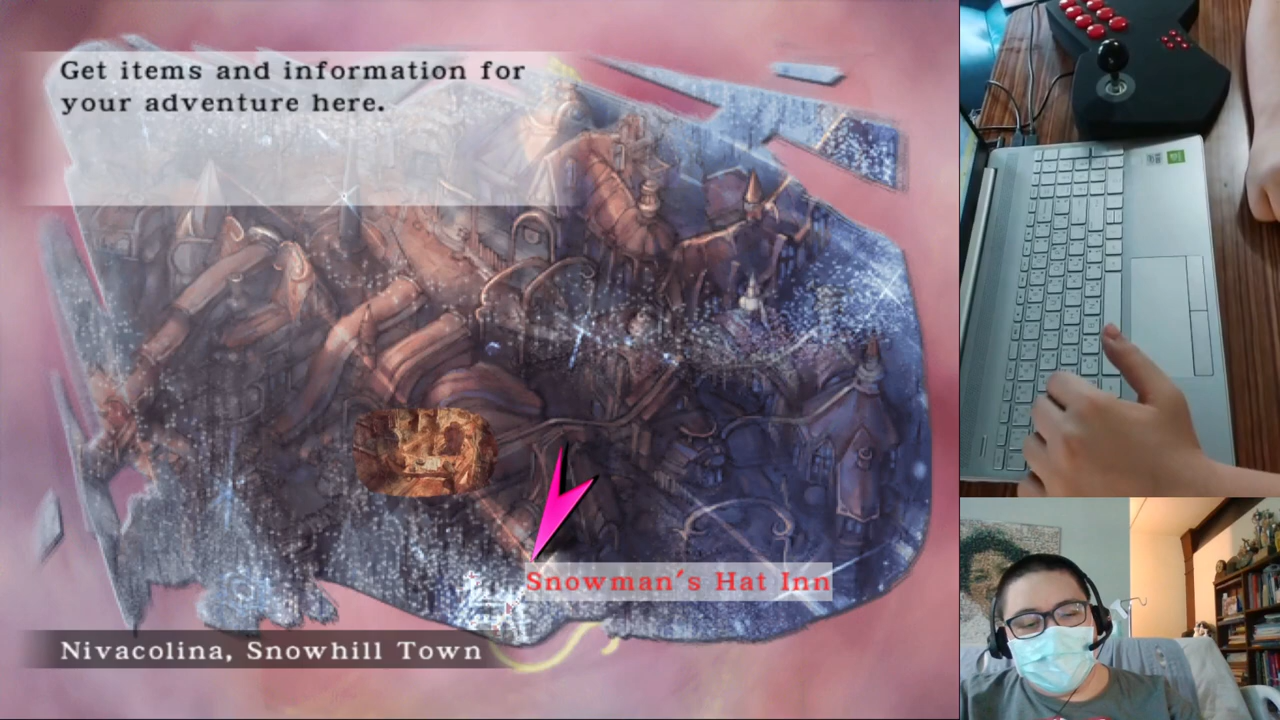 Get items and information for
your adventure here.
Snowman's Hat Inn
Nivacolina, Snowhill Town